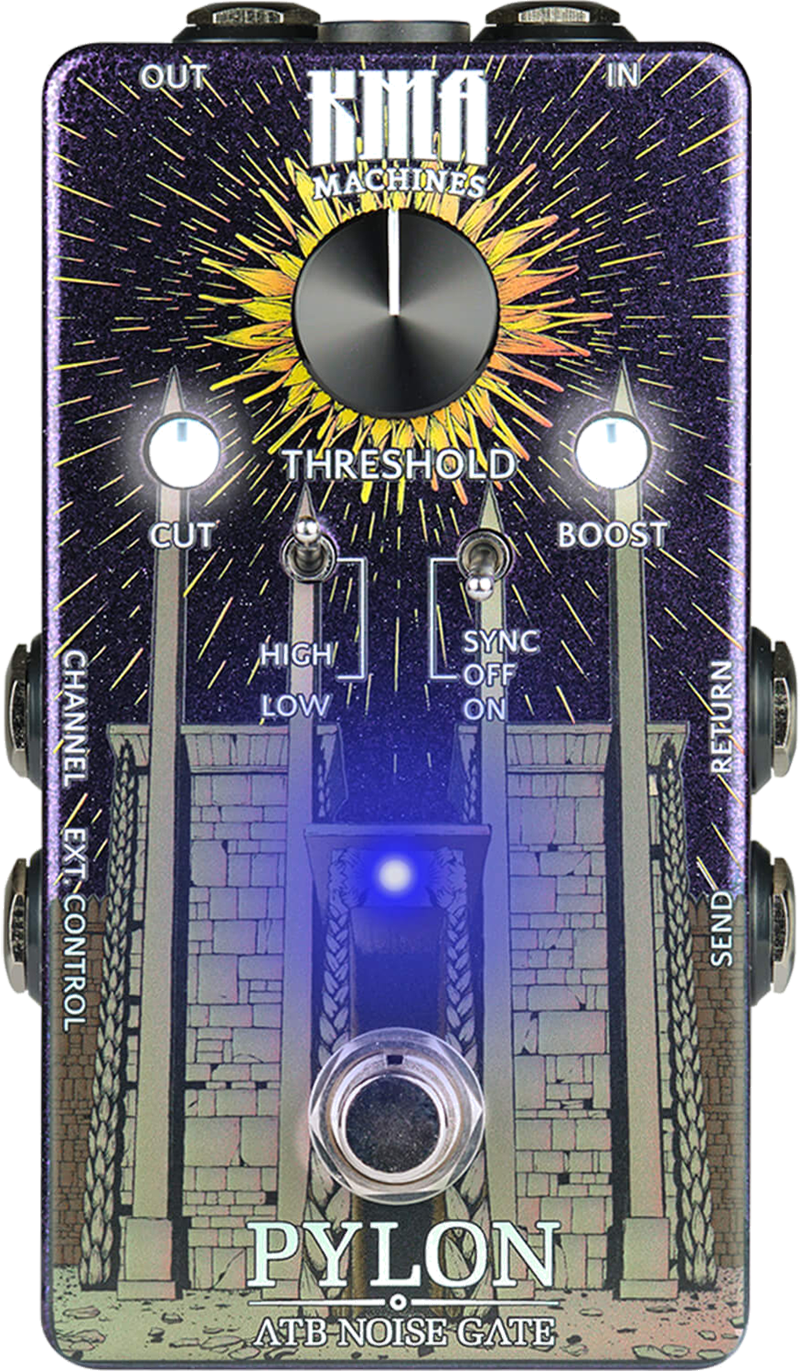 OUT
IN
KMA
MACHINES
THRESHOLD
CUT
BOOST
HIGH
LOW
SYNC
OFF
ON
CHANNEL
EXT. CONTROL
RETURN
SEND
PYLON
ATB NOISE GATE